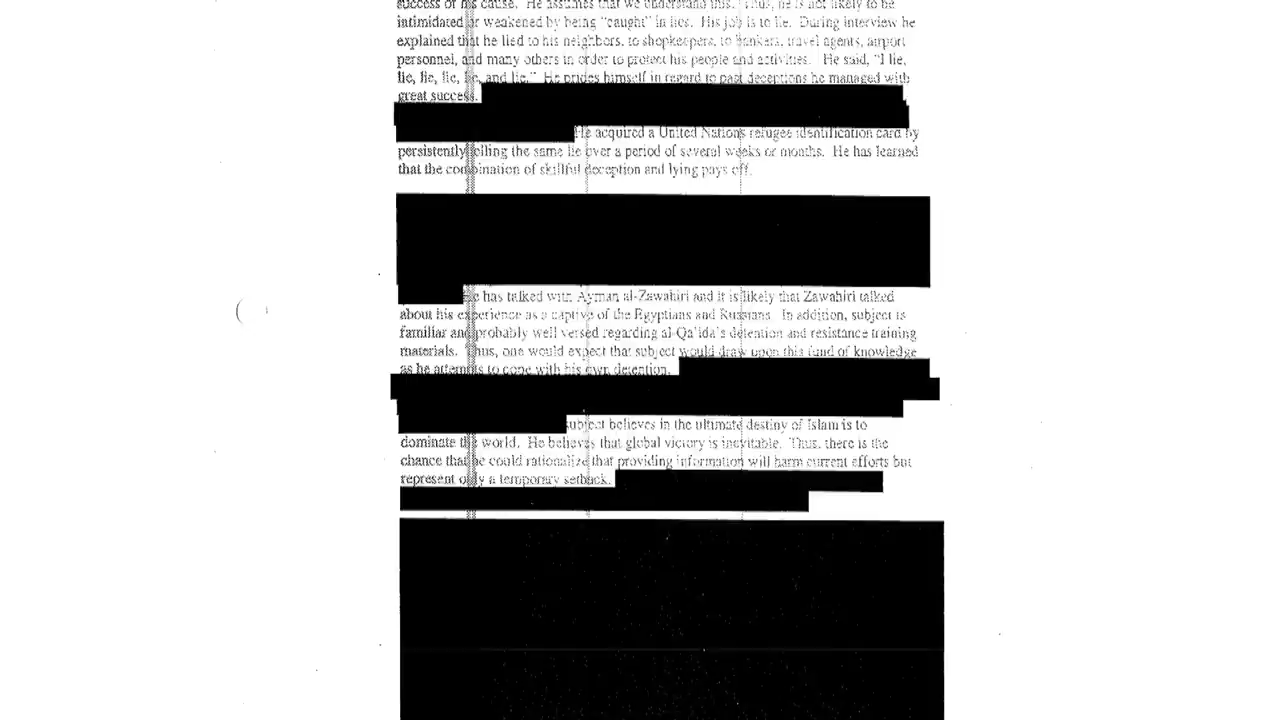 success of his cause. He assumes that we understand this. Thus, he is not likely to be
intimidated or weakened by being "caught" in lies. His job is to lie. During interview he
explained that he lied to his neighbors, to shopkeepers, to bankers, travel agents, airport
personnel, and many others in order to protect his people and activities. He said, "I lie,
lie, lie, lie, lie, and lie." He prides himself in regard to past deceptions he managed with
great success.
He acquired a United Nations refugee identification card by
persistently telling the same lie over a period of several weeks or months. He has learned
that the combination of skillful deception and lying pays off.
he has talked with Ayman al-Zawahiri and it is likely that Zawahiri talked
about his experience as a captive of the Egyptians and Russians. In addition, subject is
familiar and probably well versed regarding al-Qa'ida's detention and resistance training
materials. Thus, one would expect that subject would draw upon this fund of knowledge
as he attempts to cope with his own detention.
subject believes in the ultimate destiny of Islam is to
dominate the world. He believes that global victory is inevitable. Thus, there is the
chance that he could rationalize that providing information will harm current efforts but
represent only a temporary setback.